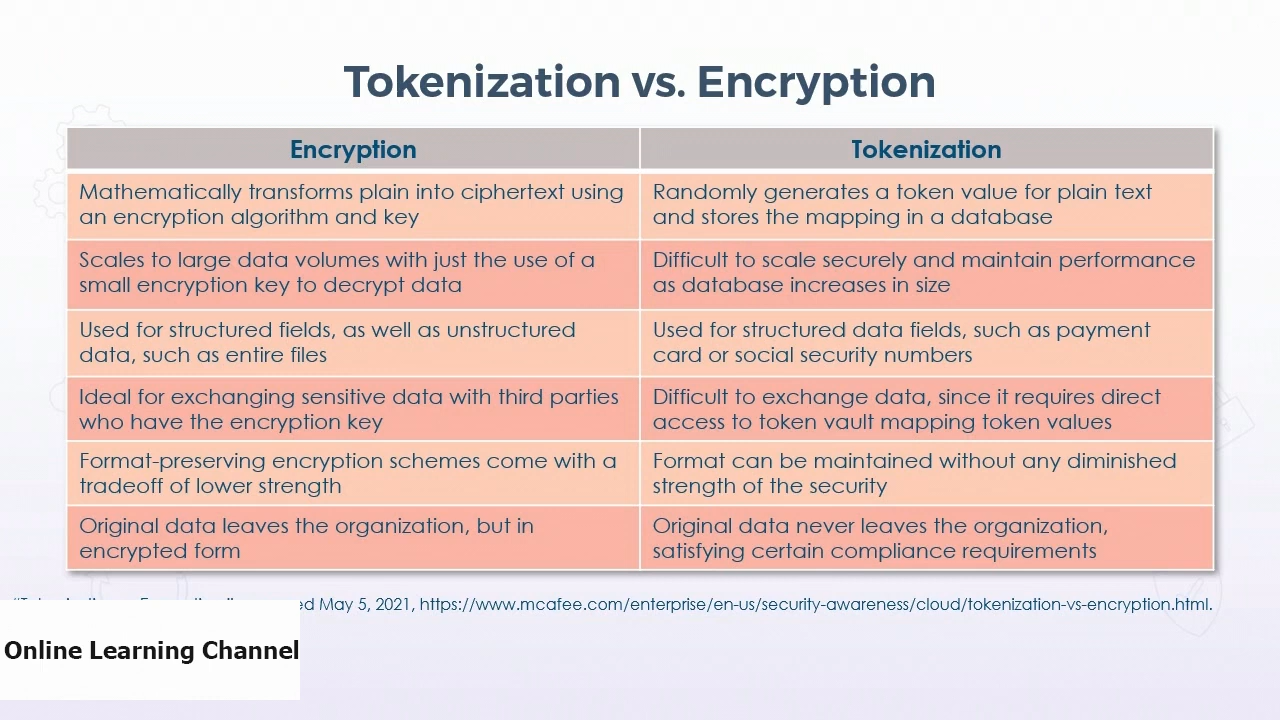 Tokenization vs. Encryption
Encryption
Tokenization
Mathematically transforms plain into ciphertext using
an encryption algorithm and key
Randomly generates a token value for plain text
and stores the mapping in a database
Scales to large data volumes with just the use of a
small encryption key to decrypt data
Difficult to scale securely and maintain performance
as database increases in size
Used for structured fields, as well as unstructured
data, such as entire files
Used for structured data fields, such as payment
card or social security numbers
Ideal for exchanging sensitive data with third parties
who have the encryption key
Difficult to exchange data, since it requires direct
access to token vault mapping token values
Format-preserving encryption schemes come with a
tradeoff of lower strength
Format can be maintained without any diminished
strength of the security
Original data leaves the organization, but in
encrypted form
Original data never leaves the organization,
satisfying certain compliance requirements
May 5, 2021, https://www.mcafee.com/enterprise/en-us/security-awareness/cloud/tokenization-vs-encryption.html.
Online Learning Channel